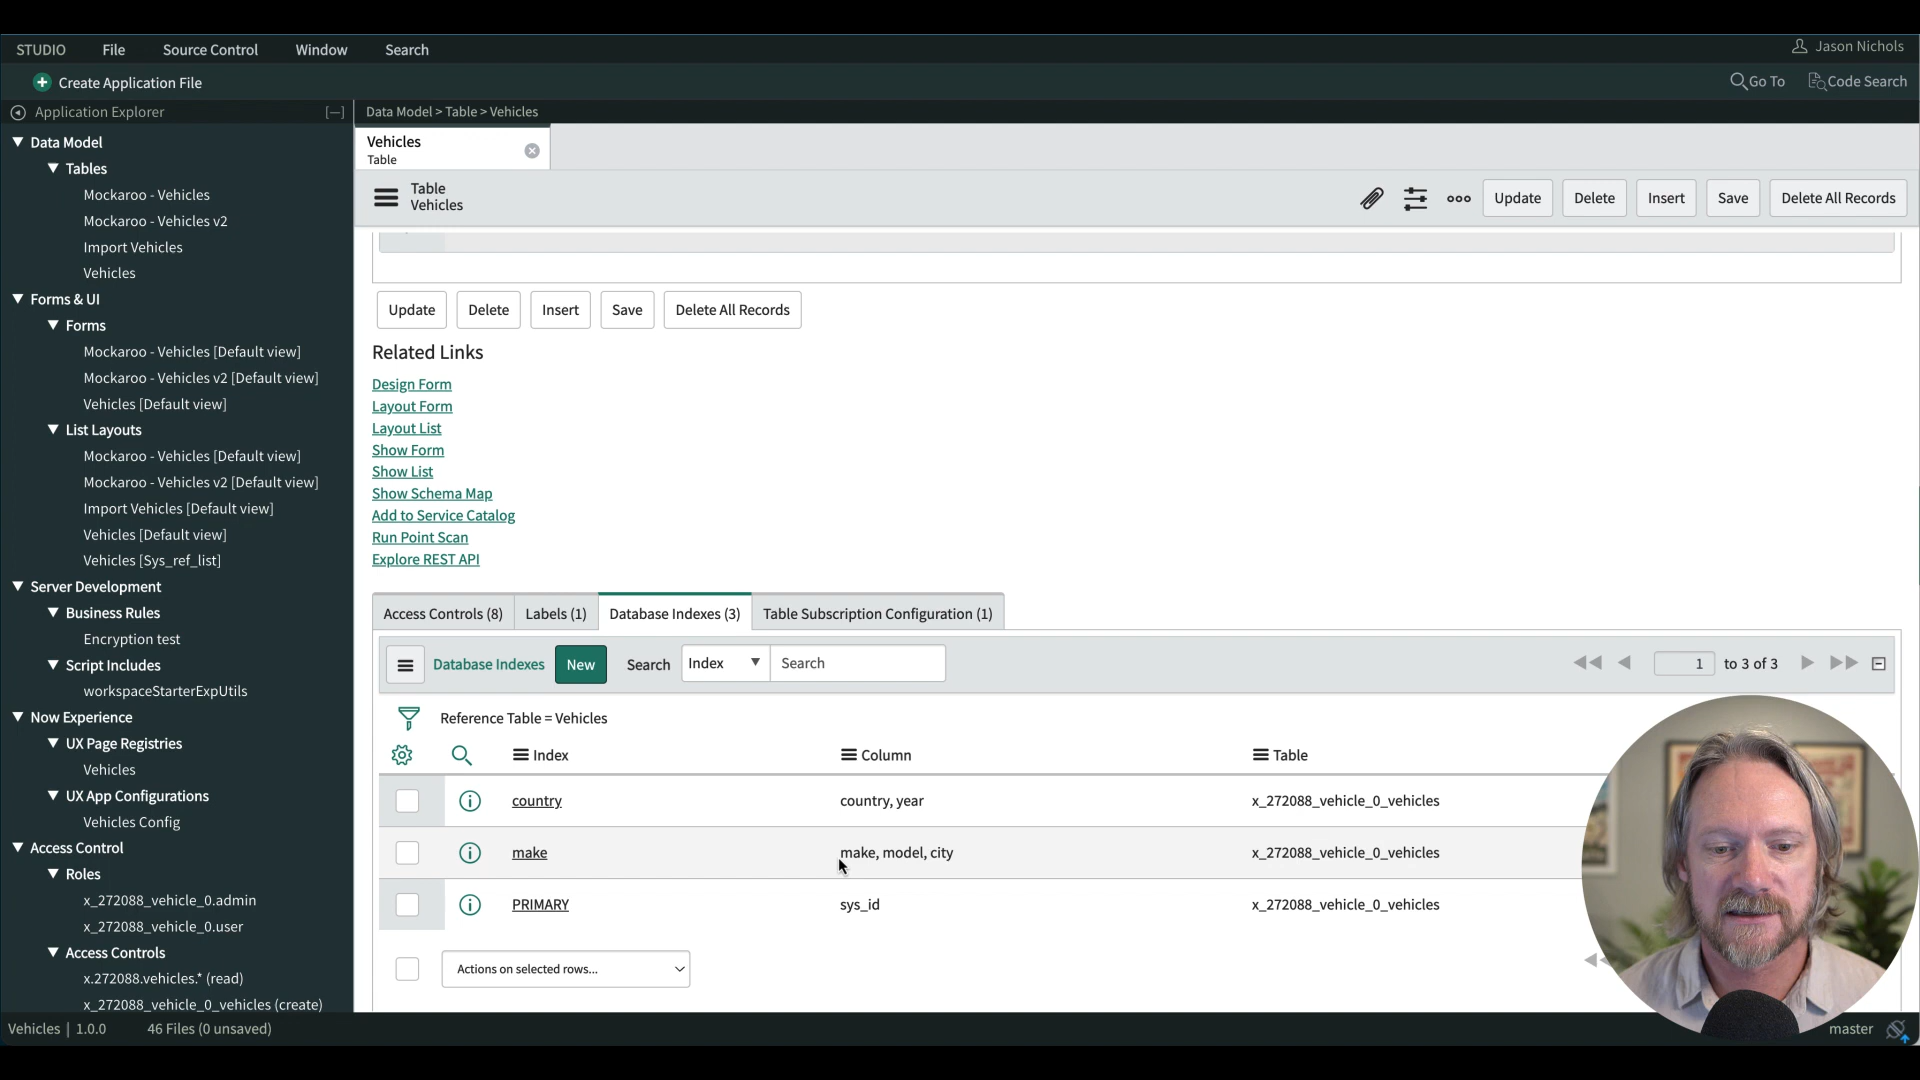 STUDIO File Source Control Window Search Jason Nichols
Create Application File Go To Code Search
Application Explorer [—] Data Model > Table > Vehicles
Data Model
Tables
Mockaroo - Vehicles
Mockaroo - Vehicles v2
Import Vehicles
Vehicles
Forms & UI
Forms
Mockaroo - Vehicles [Default view]
Mockaroo - Vehicles v2 [Default view]
Vehicles [Default view]
List Layouts
Mockaroo - Vehicles [Default view]
Mockaroo - Vehicles v2 [Default view]
Import Vehicles [Default view]
Vehicles [Default view]
Vehicles [Sys_ref_list]
Server Development
Business Rules
Encryption test
Script Includes
workspaceStarterExpUtils
Now Experience
UX Page Registries
Vehicles
UX App Configurations
Vehicles Config
Access Control
Roles
x_272088_vehicle_0.admin
x_272088_vehicle_0.user
Access Controls
x.272088.vehicles.* (read)
x_272088_vehicle_0_vehicles (create)
Vehicles
Table
Table
Vehicles
Update Delete Insert Save Delete All Records
Update Delete Insert Save Delete All Records
Related Links
Design Form
Layout Form
Layout List
Show Form
Show List
Show Schema Map
Add to Service Catalog
Run Point Scan
Explore REST API
Access Controls (8) Labels (1) Database Indexes (3) Table Subscription Configuration (1)
Database Indexes New Search Index Search 1 to 3 of 3
Reference Table = Vehicles
Index Column Table
country country, year x_272088_vehicle_0_vehicles
make make, model, city x_272088_vehicle_0_vehicles
PRIMARY sys_id x_272088_vehicle_0_vehicles
Actions on selected rows...
Vehicles | 1.0.0 46 Files (0 unsaved) master